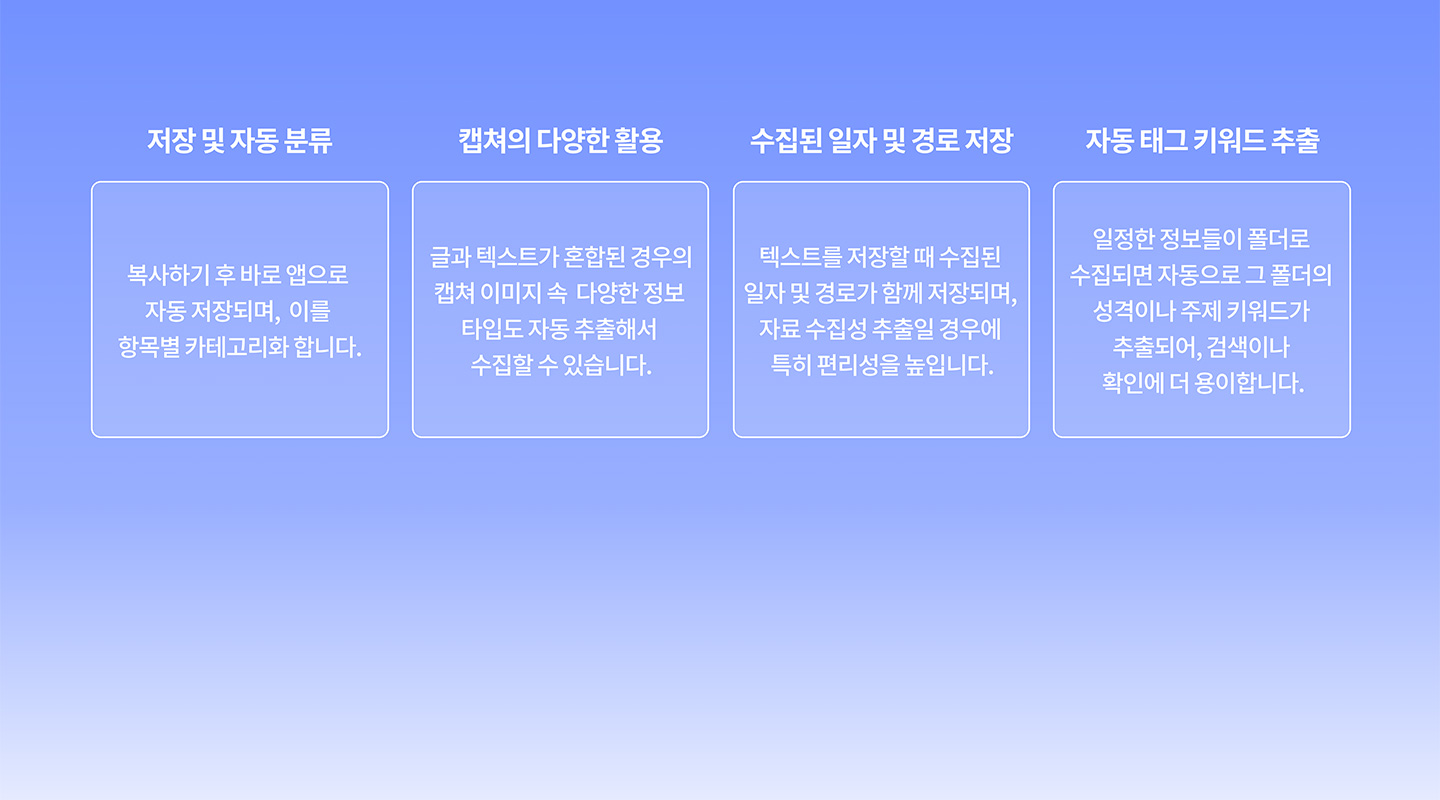 저장 및 자동 분류
복사하기 후 바로 앱으로
자동 저장되며, 이를
항목별 카테고리화 합니다.
캡쳐의 다양한 활용
글과 텍스트가 혼합된 경우의
캡쳐 이미지 속 다양한 정보
타입도 자동 추출해서
수집할 수 있습니다.
수집된 일자 및 경로 저장
텍스트를 저장할 때 수집된
일자 및 경로가 함께 저장되며,
자료 수집성 추출일 경우에
특히 편리성을 높입니다.
자동 태그 키워드 추출
일정한 정보들이 폴더로
수집되면 자동으로 그 폴더의
성격이나 주제 키워드가
추출되어, 검색이나
확인에 더 용이합니다.